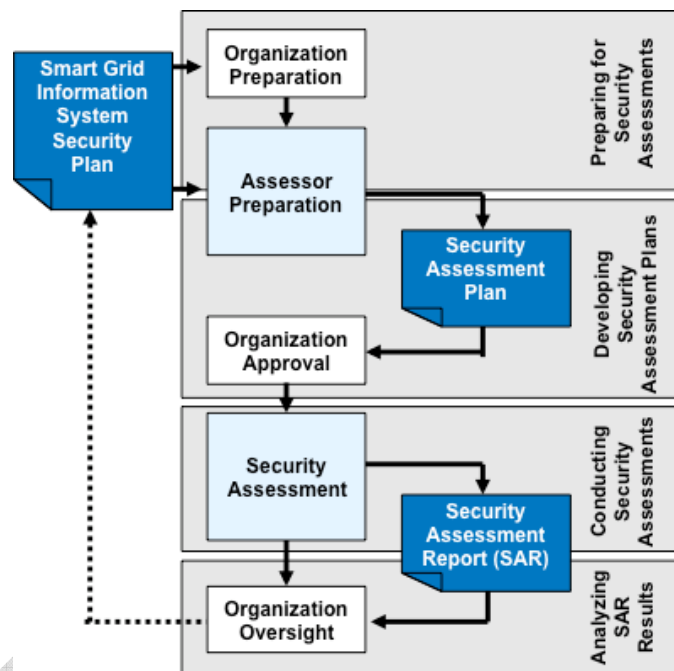 Smart Grid
Information
System
Security
Plan
Organization
Preparation
Assessor
Preparation
Preparing for
Security
Assessments
Security
Assessment
Plan
Organization
Approval
Developing
Security
Assessment Plans
Security
Assessment
Security
Assessment
Report (SAR)
Conducting
Security
Assessments
Organization
Oversight
Analyzing
SAR
Results